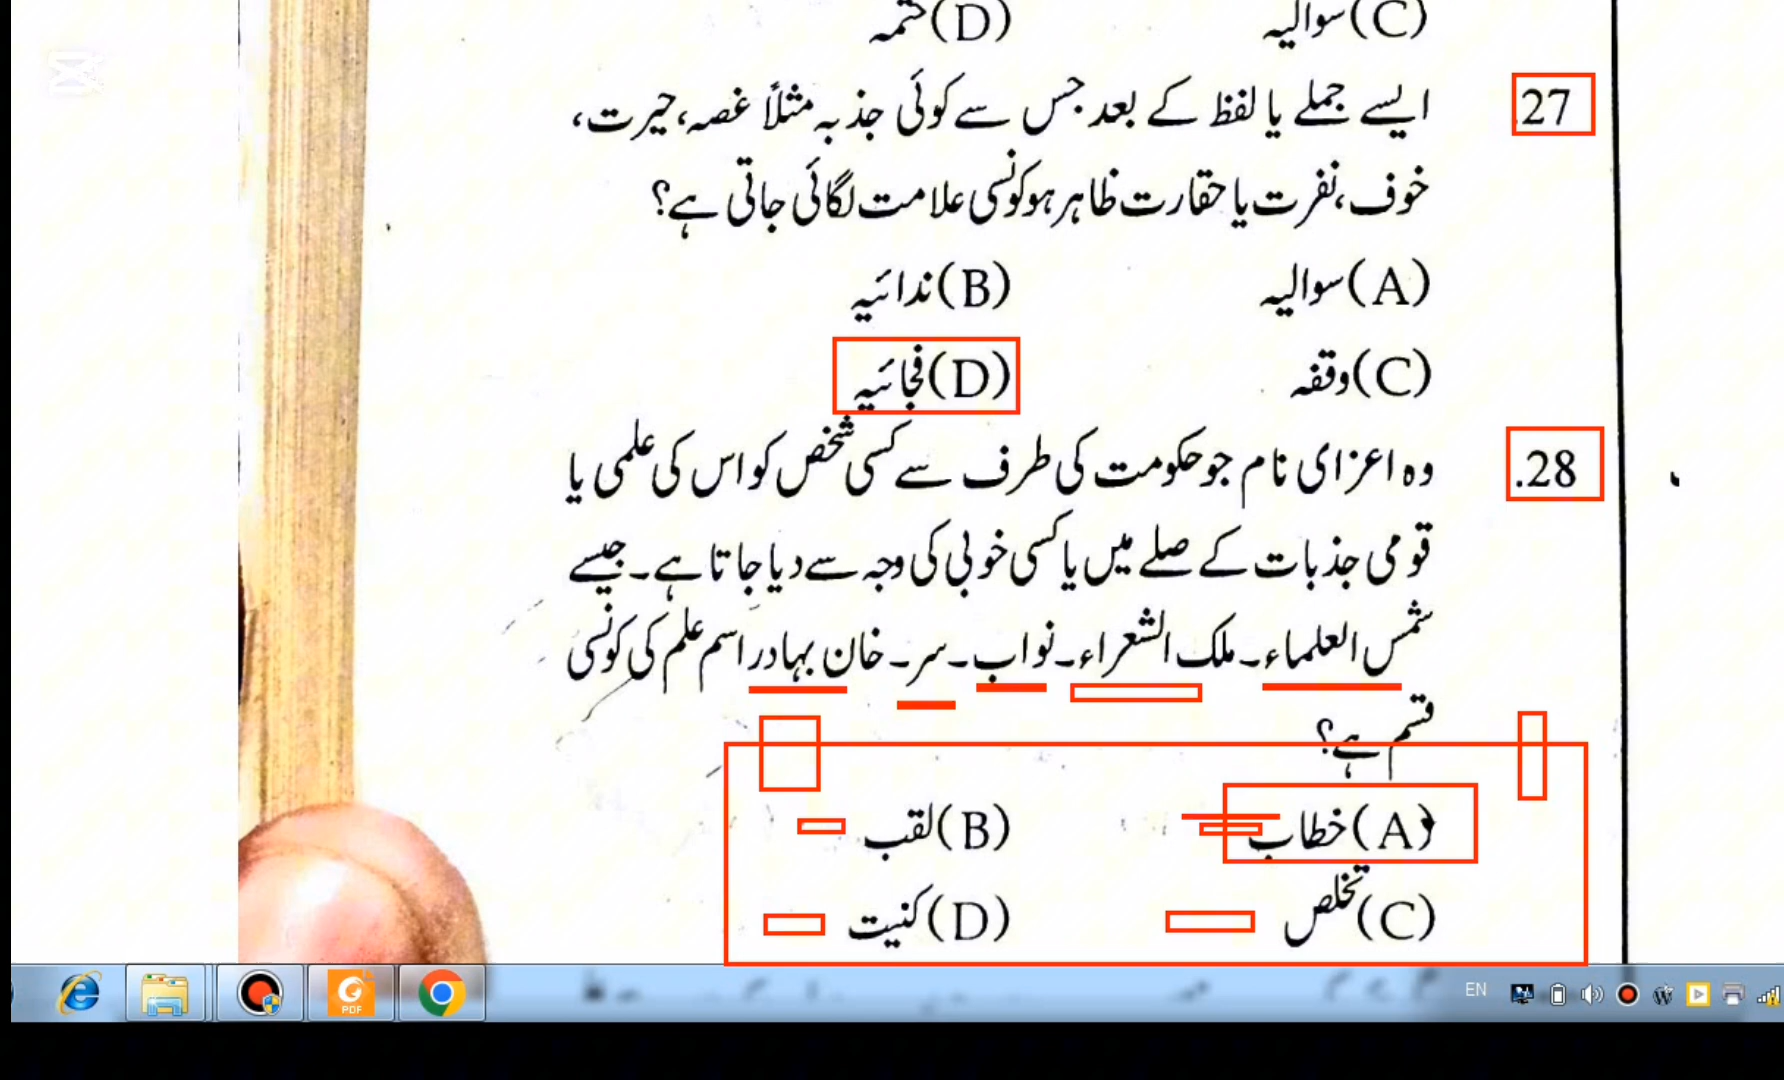 (C) سوالیہ (D) ختمہ
27. ایسے جملے یا لفظ کے بعد جس سے کوئی جذبہ مثلاً غصہ، حیرت،
خوف، نفرت یا حقارت ظاہر ہو کونسی علامت لگائی جاتی ہے؟
(A) سوالیہ (B) ندائیہ
(C) وقفہ (D) فجائیہ
28. وہ اعزای نام جو حکومت کی طرف سے کسی شخص کو اس کی علمی یا
قومی جذبات کے صلے میں یا کسی خوبی کی وجہ سے دیا جاتا ہے۔ جیسے
شمس العلماء۔ ملک الشعراء۔ نواب۔ سر۔ خان بہادر اسم علم کی کونسی
قسم ہے؟
(A) خطاب (B) لقب
(C) تخلص (D) کنیت
PDF
EN